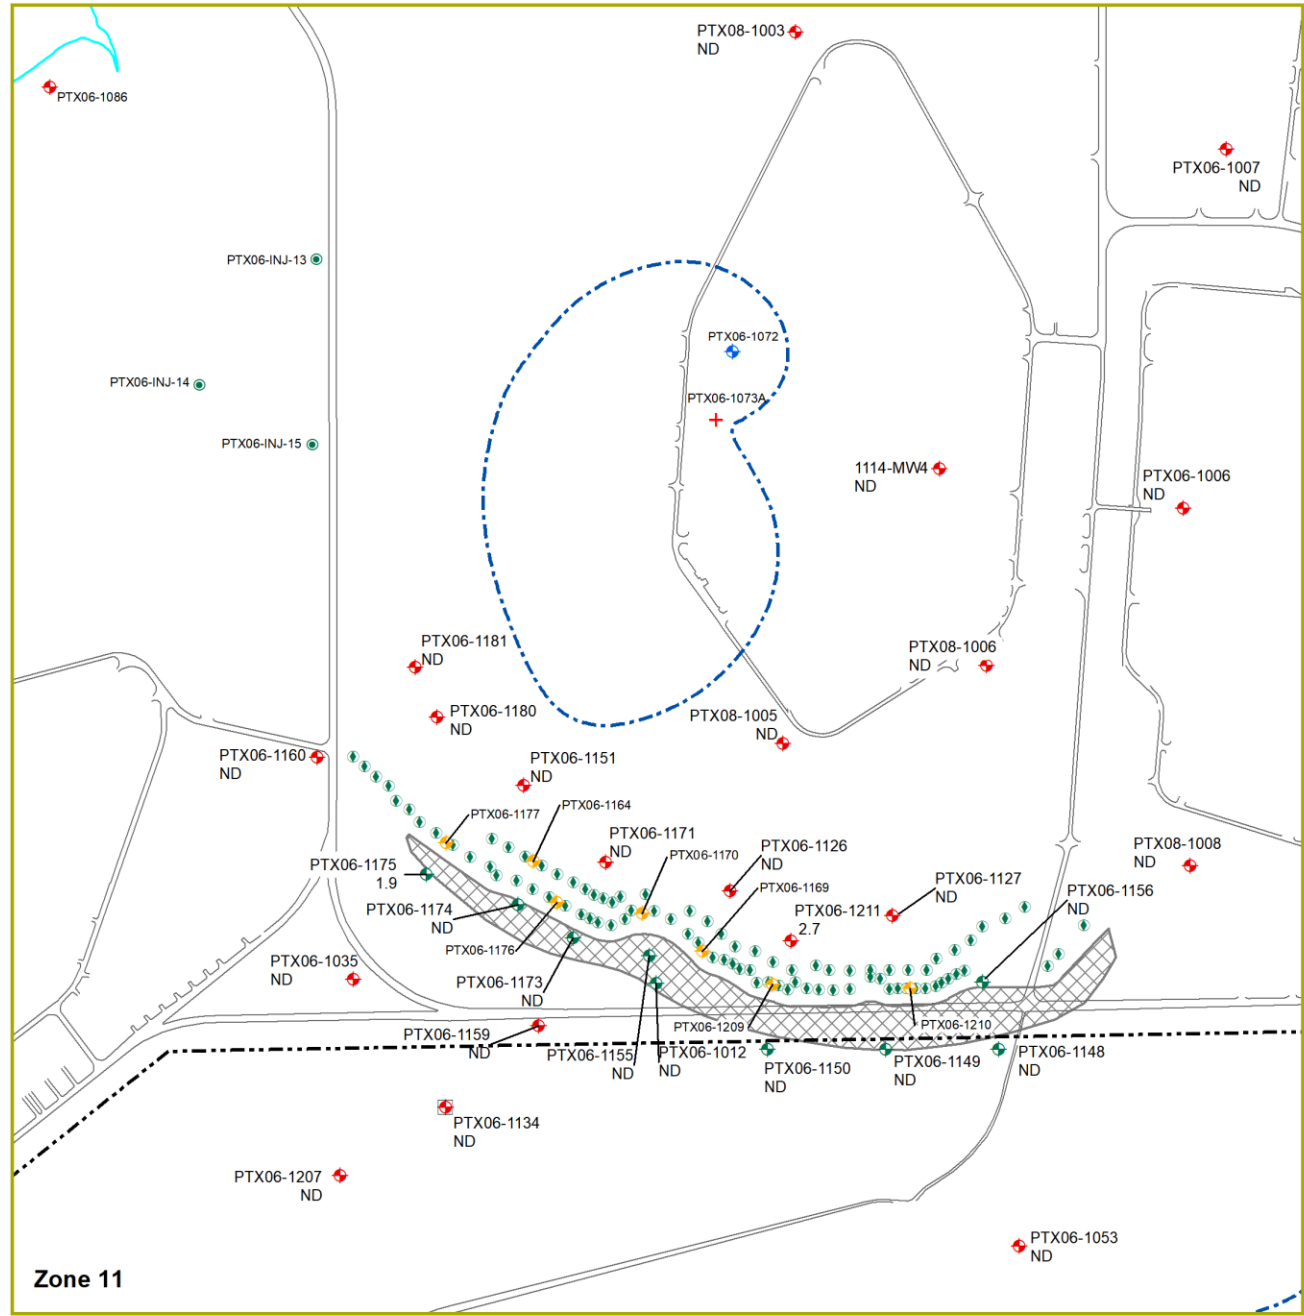 PTX08-1003
ND
PTX06-1086
PTX06-1007
ND
PTX06-INJ-13
PTX06-1072
PTX06-INJ-14
PTX06-1073A
PTX06-INJ-15
1114-MW4
ND
PTX06-1006
ND
PTX06-1181
ND
PTX08-1006
ND
PTX06-1180
ND
PTX08-1005
ND
PTX06-1160
ND
PTX06-1151
ND
PTX06-1177
PTX06-1164
PTX06-1171
ND
PTX06-1170
PTX06-1126
ND
PTX08-1008
ND
PTX06-1175
1.9
PTX06-1169
PTX06-1127
ND
PTX06-1156
ND
PTX06-1174
ND
PTX06-1211
2.7
PTX06-1176
PTX06-1035
ND
PTX06-1173
ND
PTX06-1209
PTX06-1210
PTX06-1159
ND
PTX06-1155
ND
PTX06-1012
ND
PTX06-1150
ND
PTX06-1149
ND
PTX06-1148
ND
PTX06-1134
ND
PTX06-1207
ND
PTX06-1053
ND
Zone 11